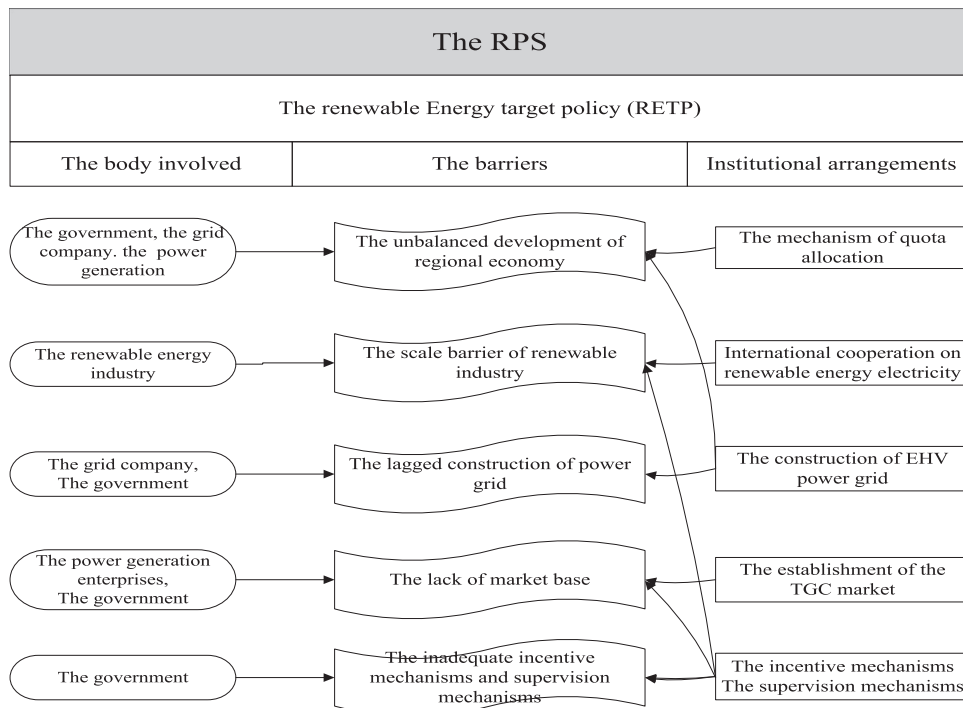 The RPS
The renewable Energy target policy (RETP)
The body involved
The barriers
Institutional arrangements
The government, the grid
company. the power
generation
The unbalanced development of
regional economy
The mechanism of quota
allocation
The renewable energy
industry
The scale barrier of renewable
industry
International cooperation on
renewable energy electricity
The grid company,
The government
The lagged construction of power
grid
The construction of EHV
power grid
The power generation
enterprises,
The government
The lack of market base
The establishment of the
TGC market
The government
The inadequate incentive
mechanisms and supervision
mechanisms
The incentive mechanisms
The supervision mechanisms